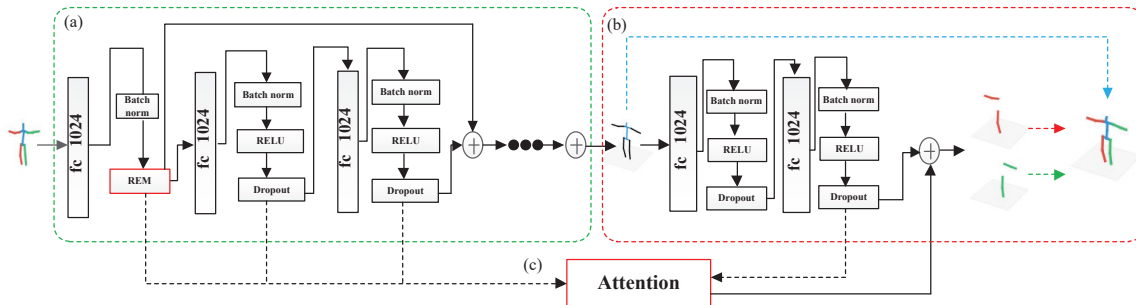 (a)
fc 1024
Batch
norm
REM
fc 1024
Batch norm
RELU
Dropout
fc 1024
Batch norm
RELU
Dropout
(b)
fc 1024
Batch norm
RELU
Dropout
fc 1024
Batch norm
RELU
Dropout
(c)
Attention